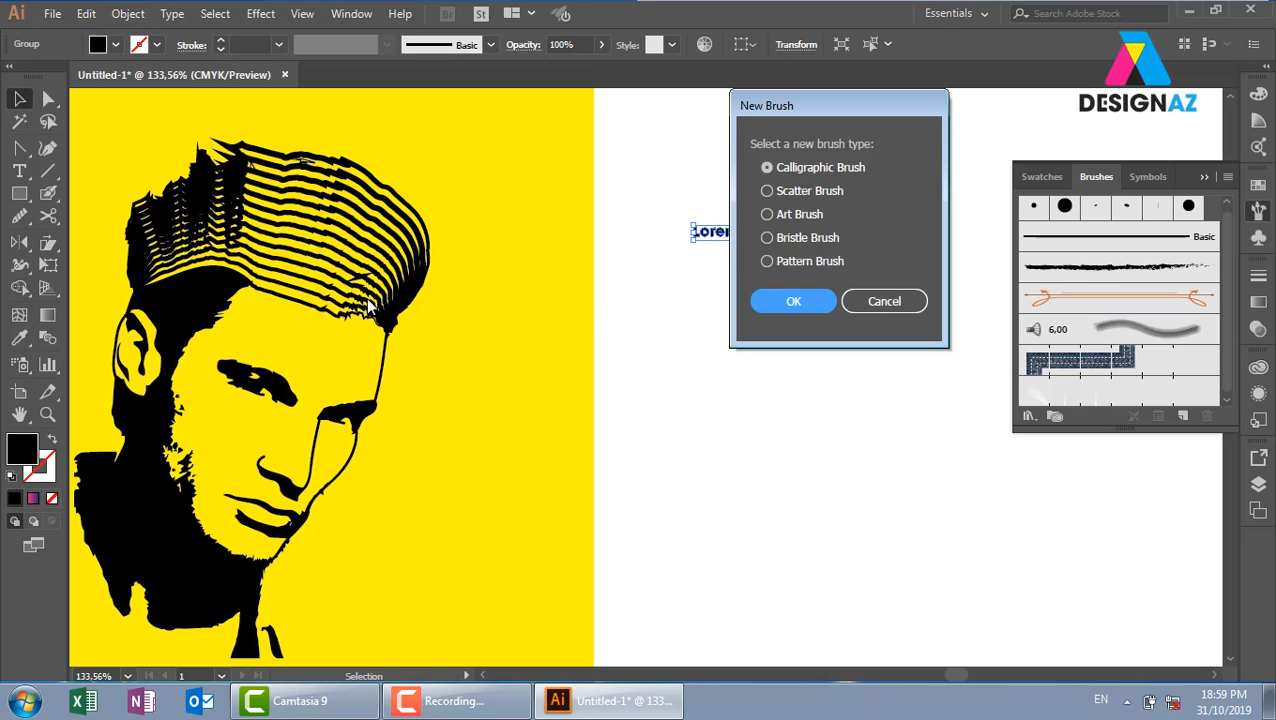 Ai File Edit Object Type Select Effect View Window Help Br St Essentials Search Adobe Stock
Group Stroke: Basic Opacity: 100% Style: Transform
Untitled-1* @ 133,56% (CMYK/Preview)
DESIGNAZ
New Brush
Select a new brush type:
Calligraphic Brush
Scatter Brush
Art Brush
Bristle Brush
Pattern Brush
OK Cancel
Swatches Brushes Symbols
Basic
6,00
133,56% 1 Selection
Camtasia 9 Recording... Ai Untitled-1* @ 133... EN 18:59 PM
31/10/2019